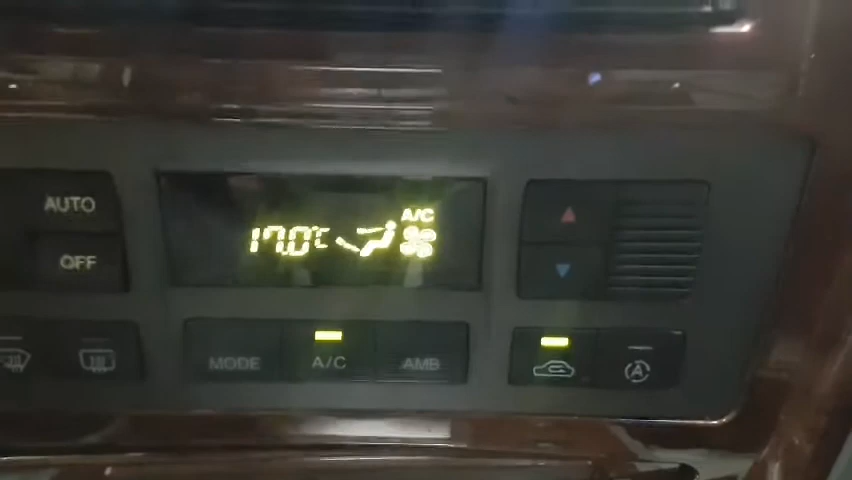 AUTO
OFF
17.0°C
A/C
MODE
A/C
AMB
A